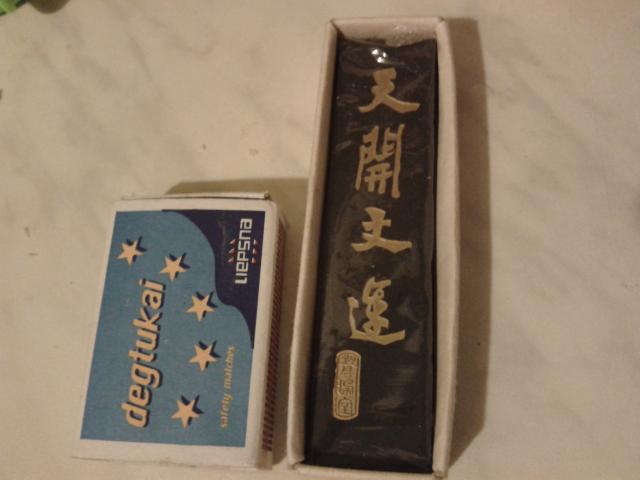 LIEPSNA
degtukai
safety matches
天開文運